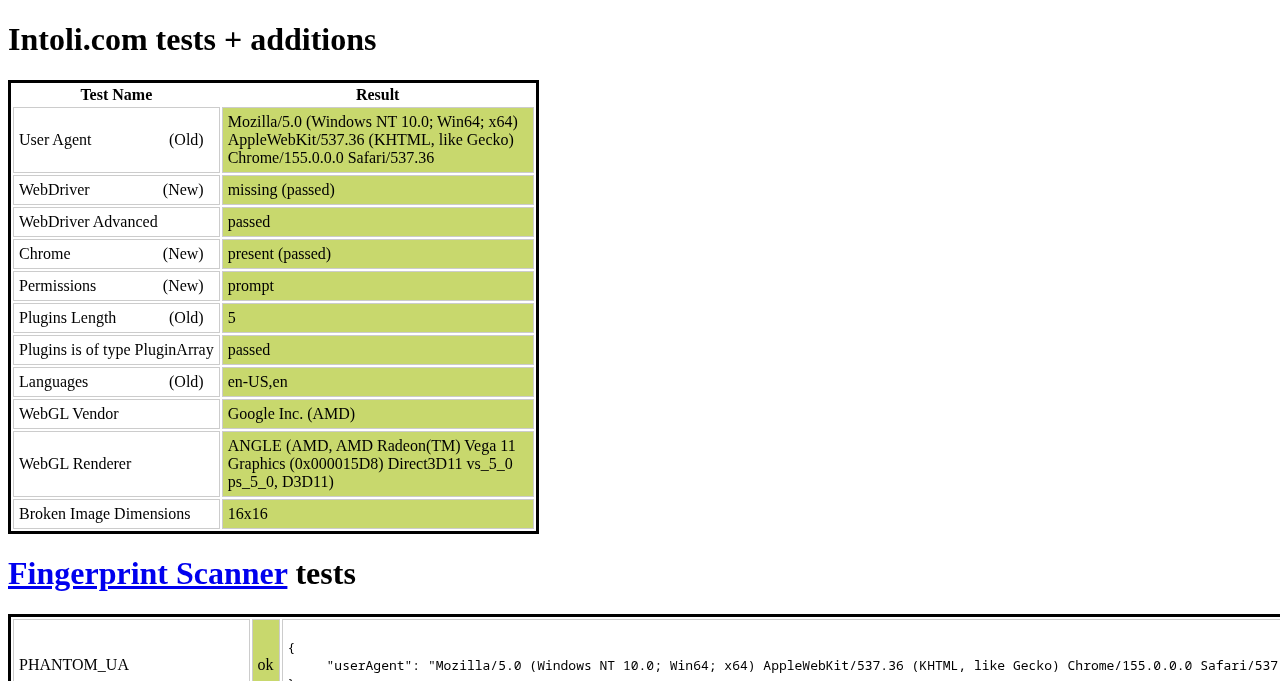 Intoli.com tests + additions
Test Name Result
User Agent (Old) Mozilla/5.0 (Windows NT 10.0; Win64; x64)
AppleWebKit/537.36 (KHTML, like Gecko)
Chrome/155.0.0.0 Safari/537.36
WebDriver (New) missing (passed)
WebDriver Advanced passed
Chrome (New) present (passed)
Permissions (New) prompt
Plugins Length (Old) 5
Plugins is of type PluginArray passed
Languages (Old) en-US,en
WebGL Vendor Google Inc. (AMD)
WebGL Renderer ANGLE (AMD, AMD Radeon(TM) Vega 11
Graphics (0x000015D8) Direct3D11 vs_5_0
ps_5_0, D3D11)
Broken Image Dimensions 16x16
Fingerprint Scanner tests
PHANTOM_UA ok {
"userAgent": "Mozilla/5.0 (Windows NT 10.0; Win64; x64) AppleWebKit/537.36 (KHTML, like Gecko) Chrome/155.0.0.0 Safari/537